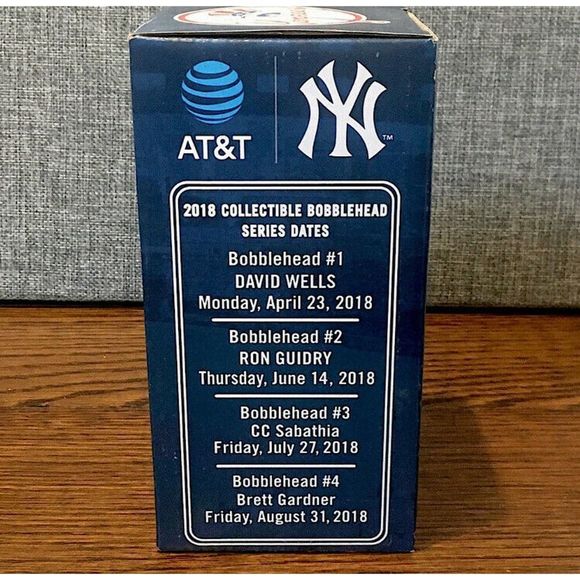 AT&T
NY
TM
2018 COLLECTIBLE BOBBLEHEAD
SERIES DATES
Bobblehead #1
DAVID WELLS
Monday, April 23, 2018
Bobblehead #2
RON GUIDRY
Thursday, June 14, 2018
Bobblehead #3
CC Sabathia
Friday, July 27, 2018
Bobblehead #4
Brett Gardner
Friday, August 31, 2018